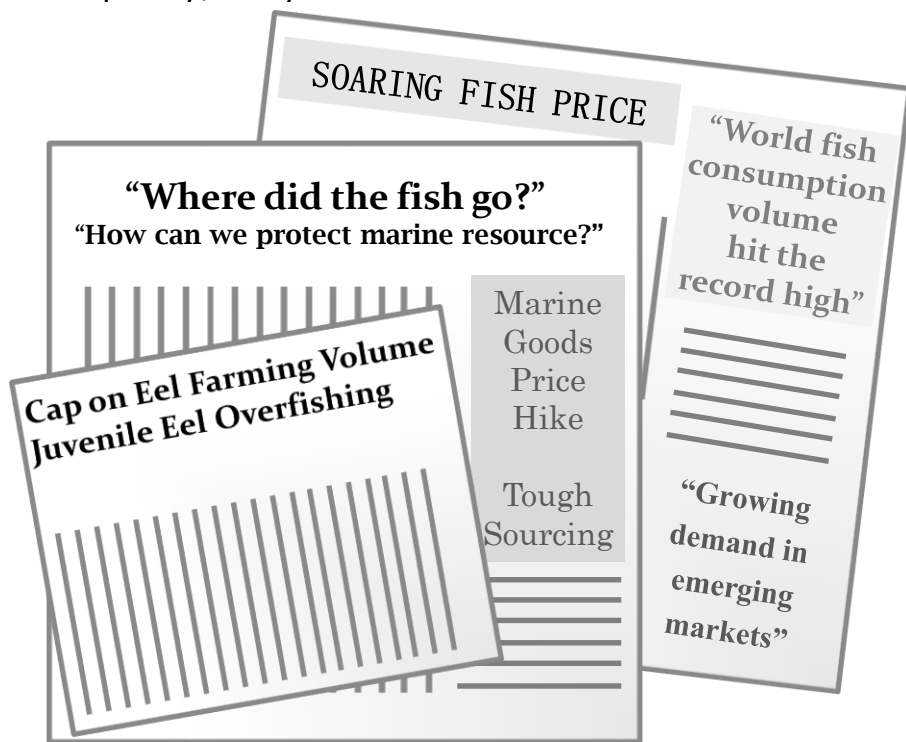 SOARING FISH PRICE
“World fish
consumption
volume
hit the
record high”
“Growing
demand in
emerging
markets”
“Where did the fish go?”
“How can we protect marine resource?”
Marine
Goods
Price
Hike
Tough
Sourcing
Cap on Eel Farming Volume
Juvenile Eel Overfishing